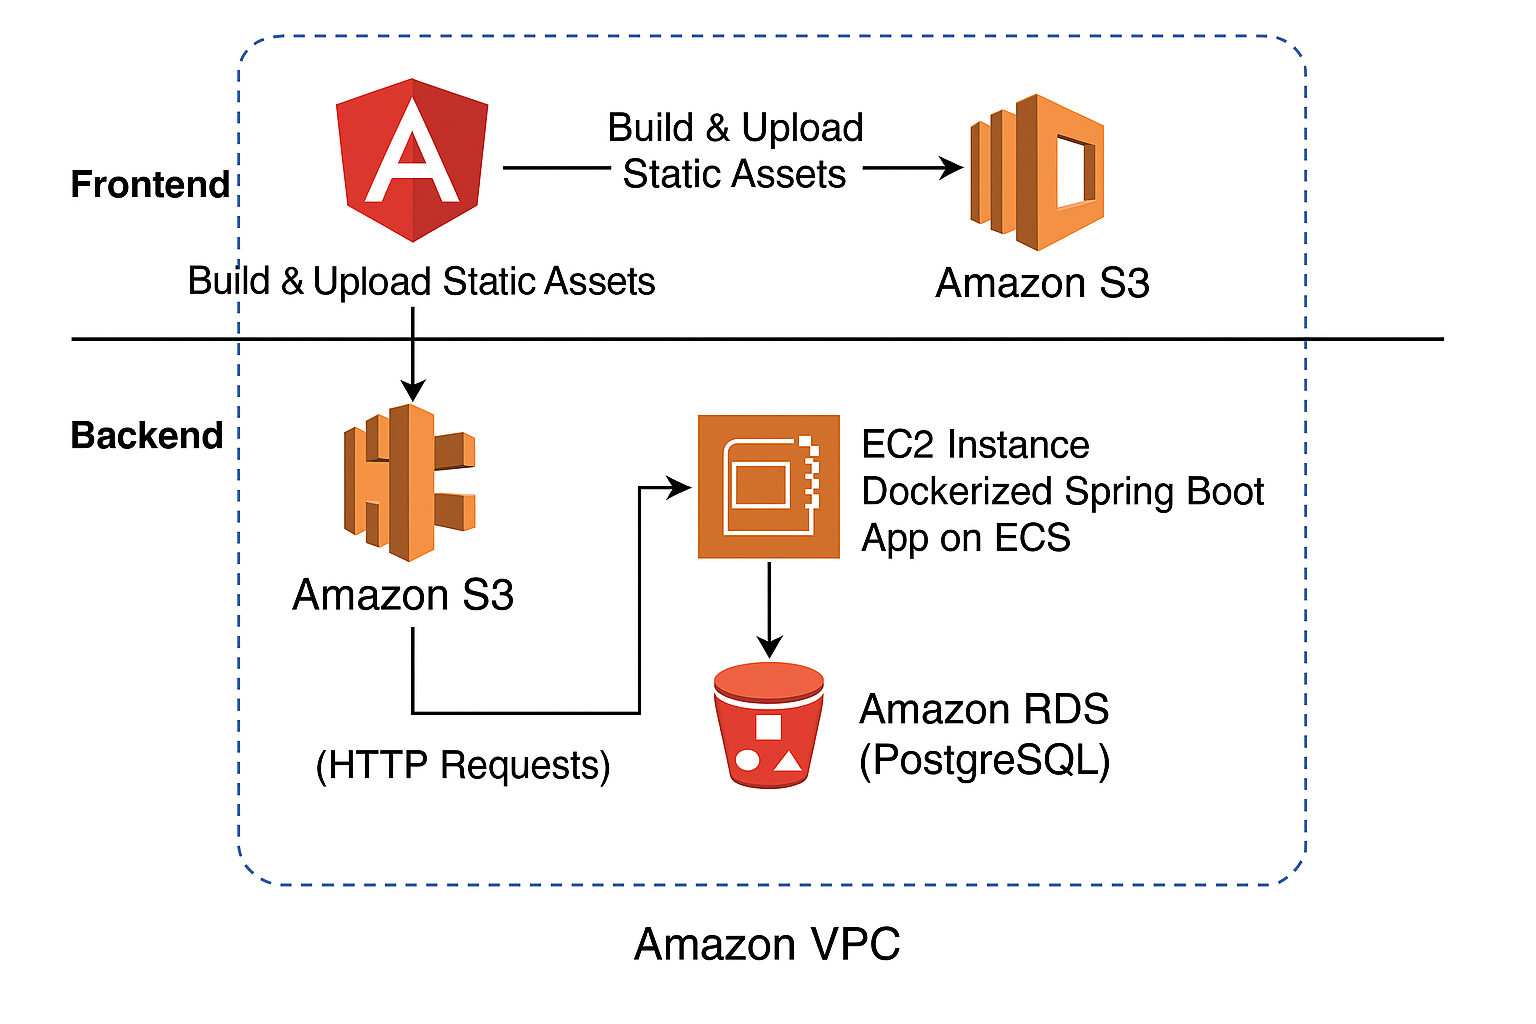 Build & Upload
Static Assets
Frontend
Build & Upload Static Assets
Amazon S3
Backend
EC2 Instance
Dockerized Spring Boot
App on ECS
Amazon S3
Amazon RDS
(PostgreSQL)
(HTTP Requests)
Amazon VPC